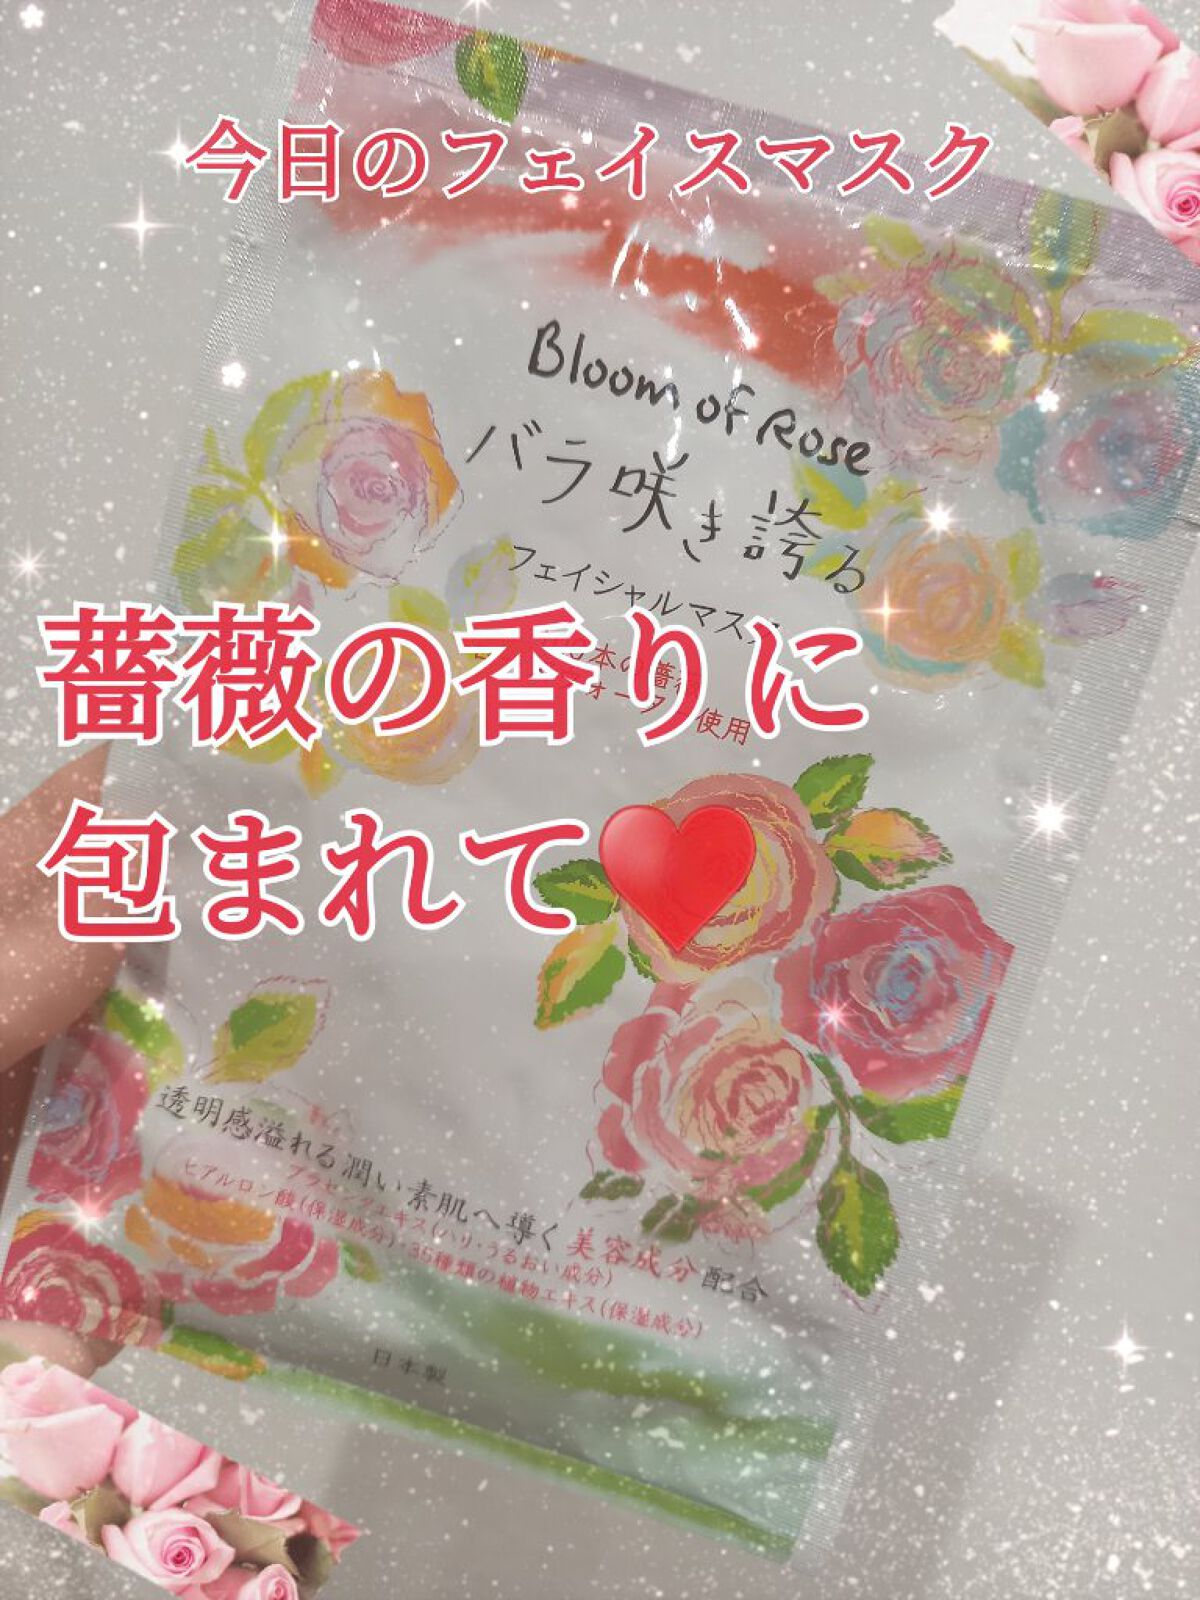 今日のフェイスマスク
Bloom of Rose
バラ咲き誇る
フェイシャルマスク
本の薔薇
使用
薔薇の香りに
包まれて♥
透明感溢れる潤い素肌へ導く美容成分配合
プラセンタエキス(ハリ・うるおい成分)
ヒアルロン酸(保湿成分)・35種類の植物エキス(保湿成分)
日本製